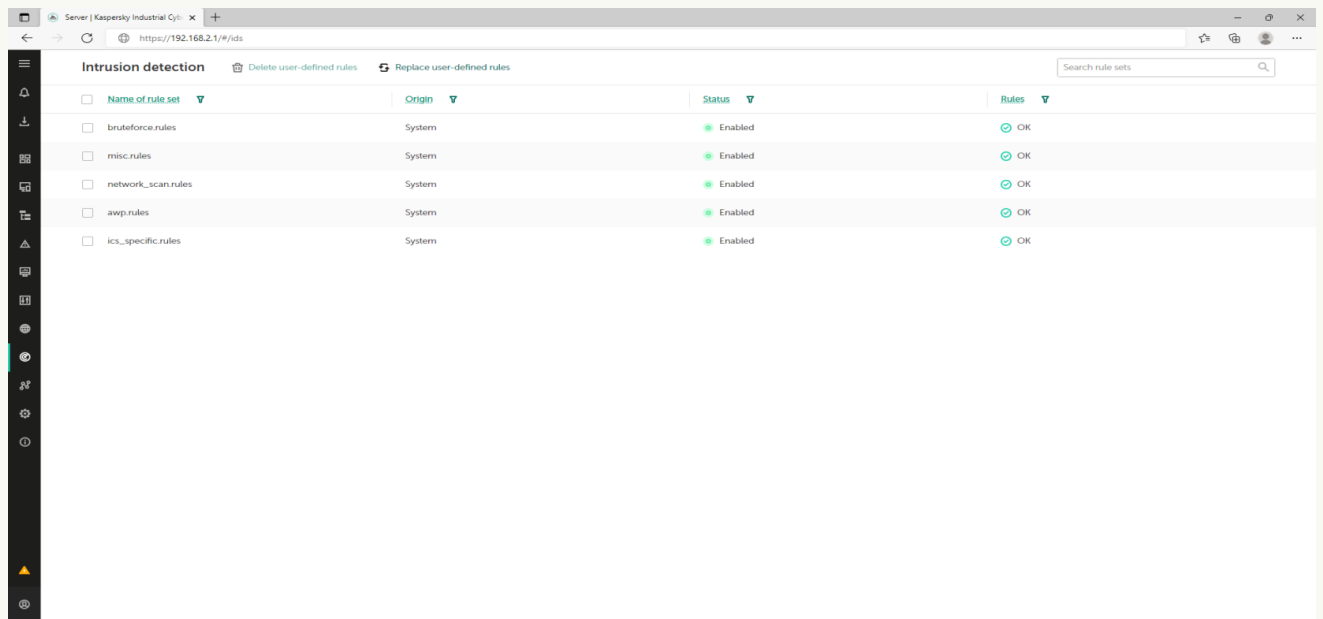 Server | Kaspersky Industrial Cyb
https://192.168.2.1/#/ids
Intrusion detection Delete user-defined rules Replace user-defined rules Search rule sets
Name of rule set Origin Status Rules
bruteforce.rules System Enabled OK
misc.rules System Enabled OK
network_scan.rules System Enabled OK
awp.rules System Enabled OK
ics_specific.rules System Enabled OK